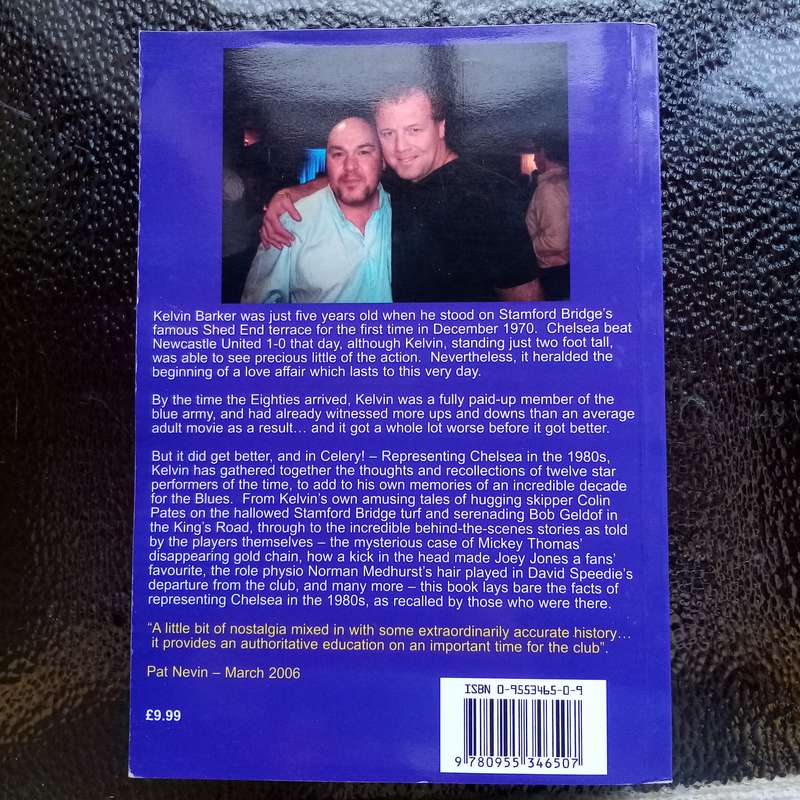 Kelvin Barker was just five years old when he stood on Stamford Bridge's
famous Shed End terrace for the first time in December 1970. Chelsea beat
Newcastle United 1-0 that day, although Kelvin, standing just two foot tall,
was able to see precious little of the action. Nevertheless, it heralded the
beginning of a love affair which lasts to this very day.
By the time the Eighties arrived, Kelvin was a fully paid-up member of the
blue army, and had already witnessed more ups and downs than an average
adult movie as a result… and it got a whole lot worse before it got better.
But it did get better, and in Celery! – Representing Chelsea in the 1980s,
Kelvin has gathered together the thoughts and recollections of twelve star
performers of the time, to add to his own memories of an incredible decade
for the Blues. From Kelvin's own amusing tales of hugging skipper Colin
Pates on the hallowed Stamford Bridge turf and serenading Bob Geldof in
the King's Road, through to the incredible behind-the-scenes stories as told
by the players themselves – the mysterious case of Mickey Thomas'
disappearing gold chain, how a kick in the head made Joey Jones a fans'
favourite, the role physio Norman Medhurst's hair played in David Speedie's
departure from the club, and many more – this book lays bare the facts of
representing Chelsea in the 1980s, as recalled by those who were there.
"A little bit of nostalgia mixed in with some extraordinarily accurate history…
it provides an authoritative education on an important time for the club".
Pat Nevin – March 2006
£9.99
ISBN 0-9553465-0-9
9 780955 346507